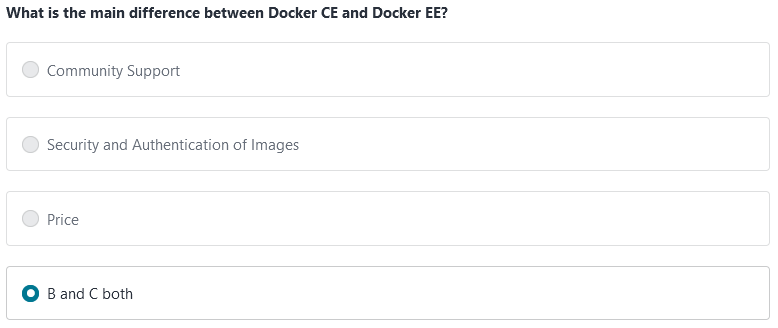 What is the main difference between Docker CE and Docker EE?
Community Support
Security and Authentication of Images
Price
B and C both